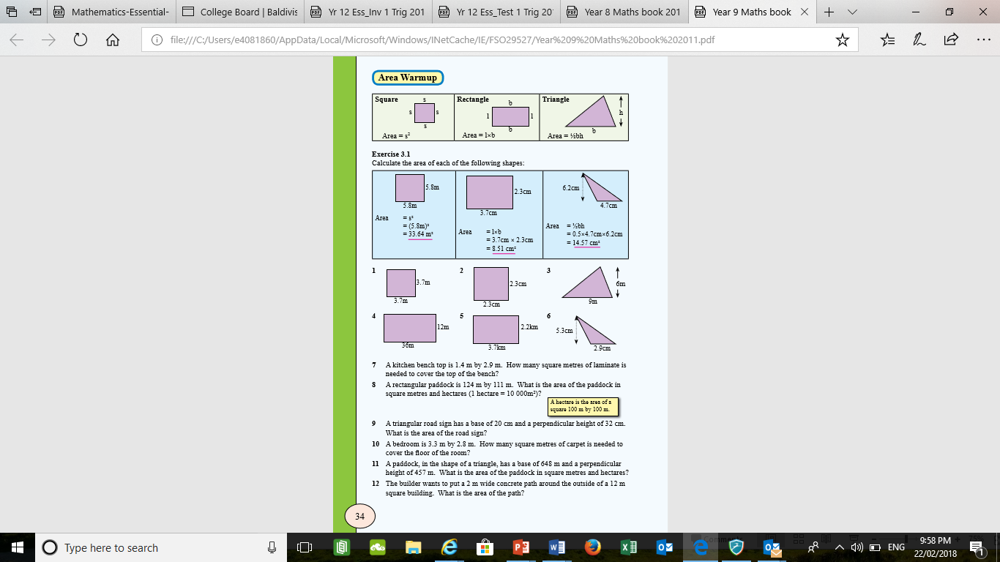 Mathematics-Essential-
College Board | Baldivis
Yr 12 Ess_Inv 1 Trig 201
Yr 12 Ess_Test 1 Trig 20
Year 8 Maths book 201
Year 9 Maths book
file:///C:/Users/e4081860/AppData/Local/Microsoft/Windows/INetCache/IE/FSO29527/Year%209%20Maths%20book%202011.pdf
Area Warmup
Square
s
s
s
s
Area = s²
Rectangle
b
l
l
b
Area = l×b
Triangle
h
b
Area = ½bh
Exercise 3.1
Calculate the area of each of the following shapes:
5.8m
5.8m
Area = s²
= (5.8m)²
= 33.64 m²
2.3cm
3.7cm
Area = l×b
= 3.7cm × 2.3cm
= 8.51 cm²
6.2cm
4.7cm
Area = ½bh
= 0.5×4.7cm×6.2cm
= 14.57 cm²
1
3.7m
3.7m
2
2.3cm
2.3cm
3
6m
9m
4
12m
36m
5
2.2km
3.7km
6
5.3cm
2.9cm
7 A kitchen bench top is 1.4 m by 2.9 m. How many square metres of laminate is
needed to cover the top of the bench?
8 A rectangular paddock is 124 m by 111 m. What is the area of the paddock in
square metres and hectares (1 hectare = 10 000m²)?
A hectare is the area of a
square 100 m by 100 m.
9 A triangular road sign has a base of 20 cm and a perpendicular height of 32 cm.
What is the area of the road sign?
10 A bedroom is 3.3 m by 2.8 m. How many square metres of carpet is needed to
cover the floor of the room?
11 A paddock, in the shape of a triangle, has a base of 648 m and a perpendicular
height of 457 m. What is the area of the paddock in square metres and hectares?
12 The builder wants to put a 2 m wide concrete path around the outside of a 12 m
square building. What is the area of the path?
34
Type here to search
Comments
75%
ENG
9:58 PM
22/02/2018
1